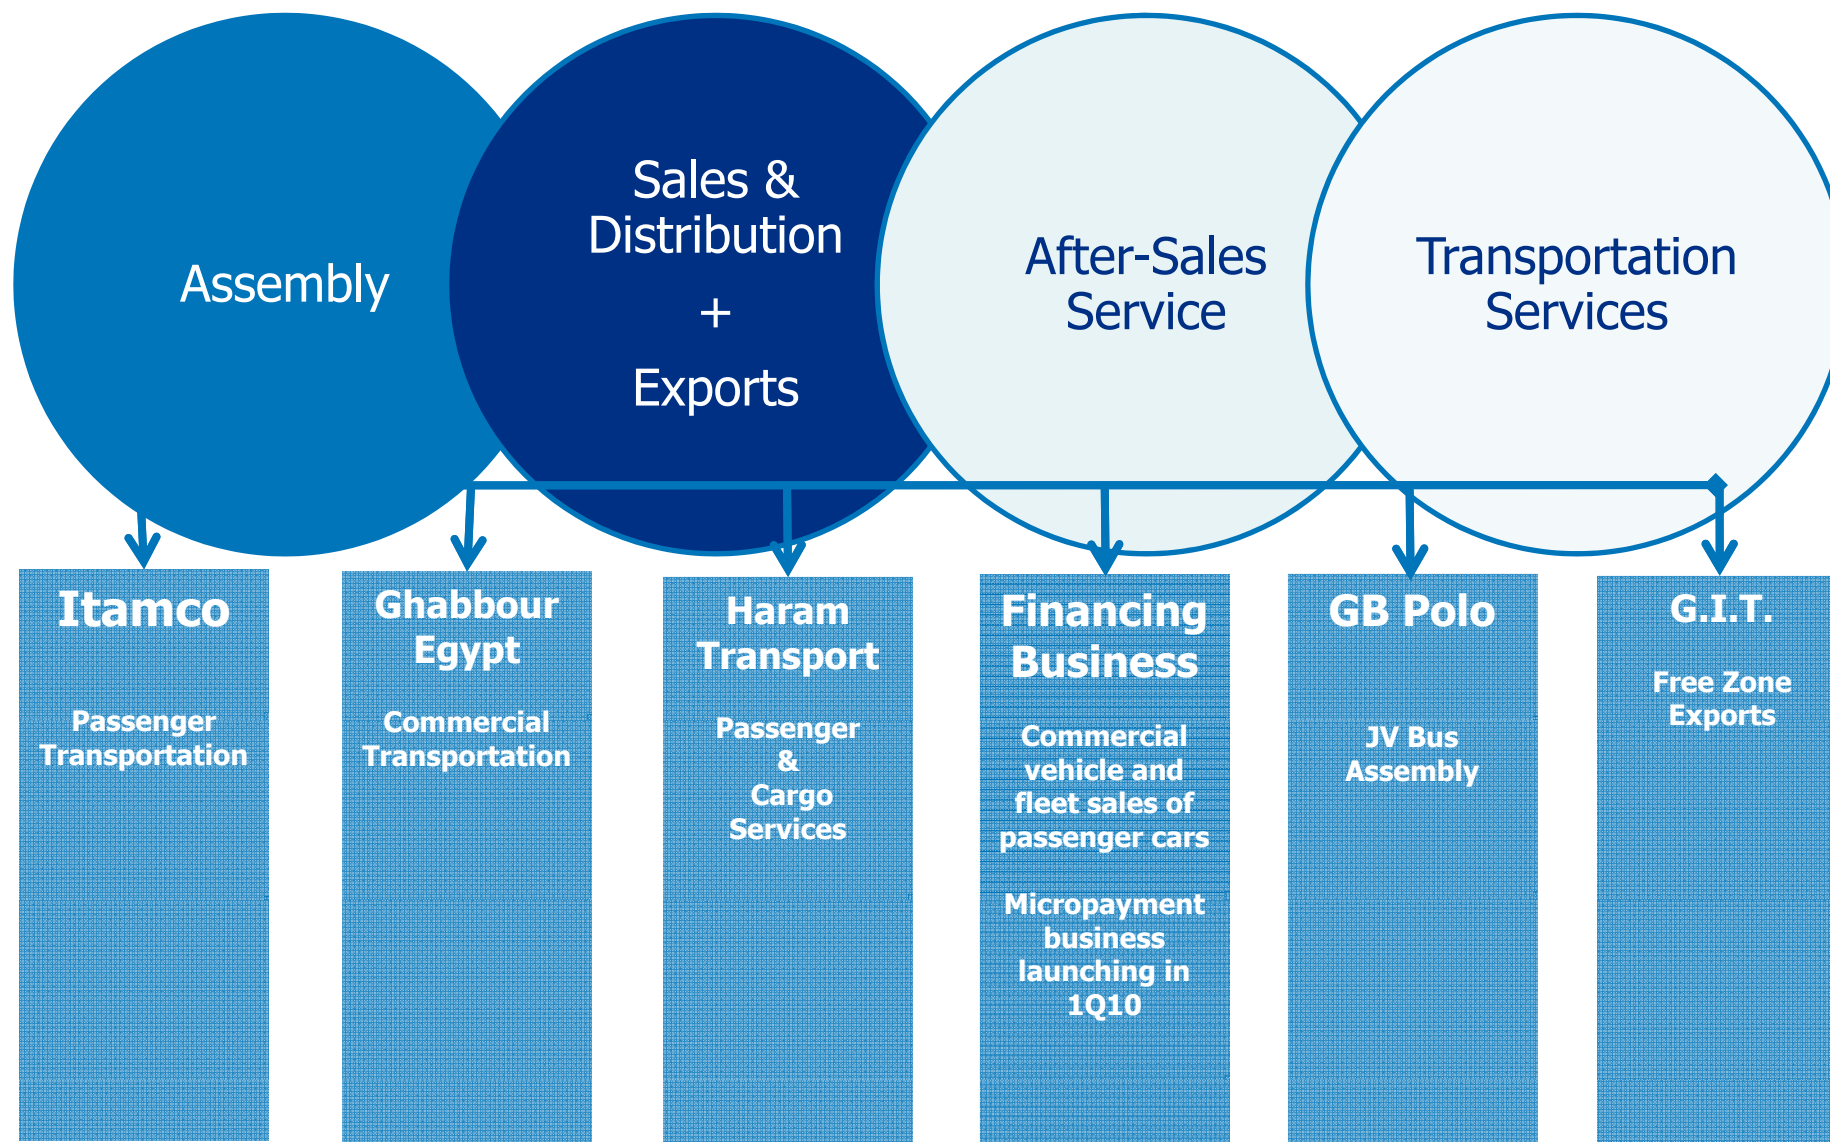 Assembly
Sales &
Distribution
+
Exports
After-Sales
Service
Transportation
Services
Itamco
Passenger
Transportation
Ghabbour
Egypt
Commercial
Transportation
Haram
Transport
Passenger
&
Cargo
Services
Financing
Business
Commercial
vehicle and
fleet sales of
passenger cars
Micropayment
business
launching in
1Q10
GB Polo
JV Bus
Assembly
G.I.T.
Free Zone
Exports